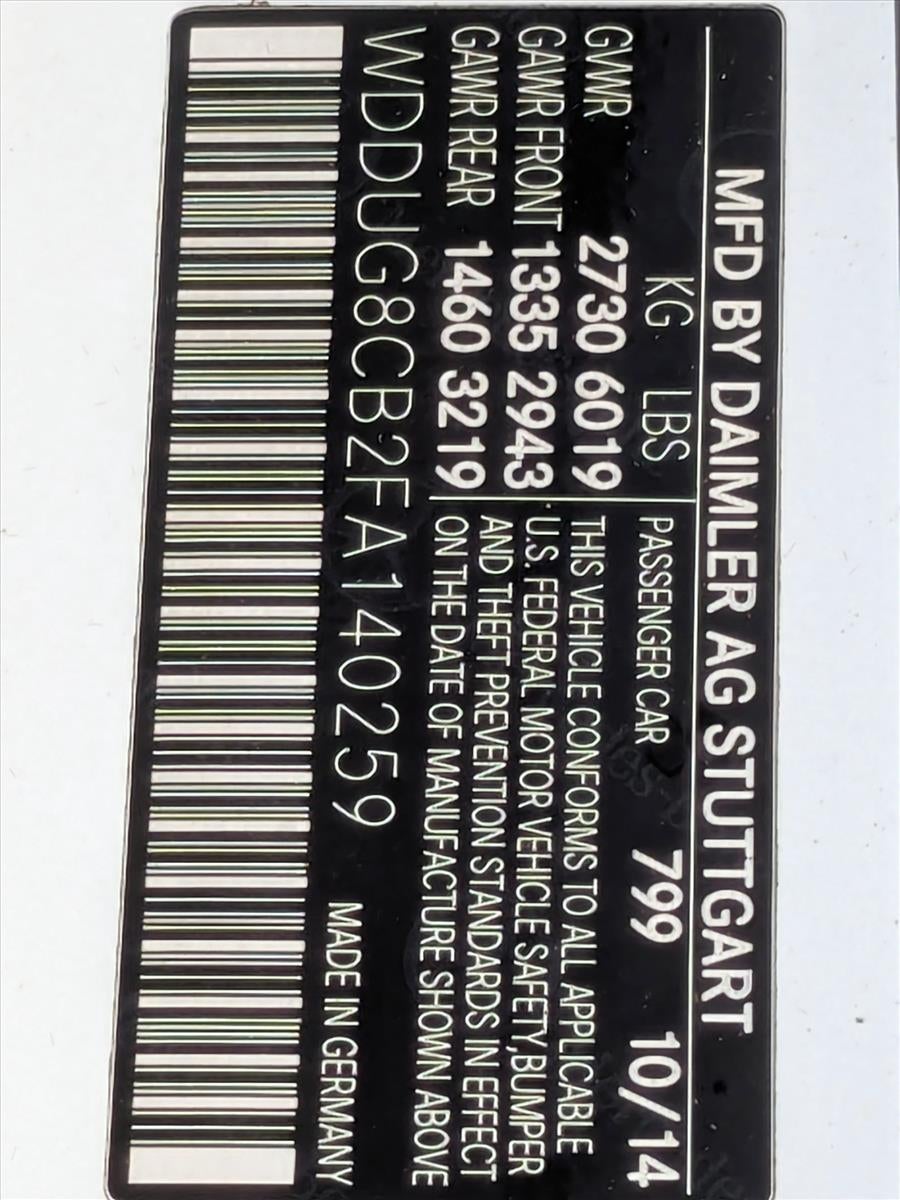 MFD BY DAIMLER AG STUTTGART
KG LBS PASSENGER CAR 799 10/14
GVWR 2730 6019 THIS VEHICLE CONFORMS TO ALL APPLICABLE
GAWR FRONT 1335 2943 U.S. FEDERAL MOTOR VEHICLE SAFETY,BUMPER
GAWR REAR 1460 3219 AND THEFT PREVENTION STANDARDS IN EFFECT
ON THE DATE OF MANUFACTURE SHOWN ABOVE
WDDUG8CB2FA140259 MADE IN GERMANY